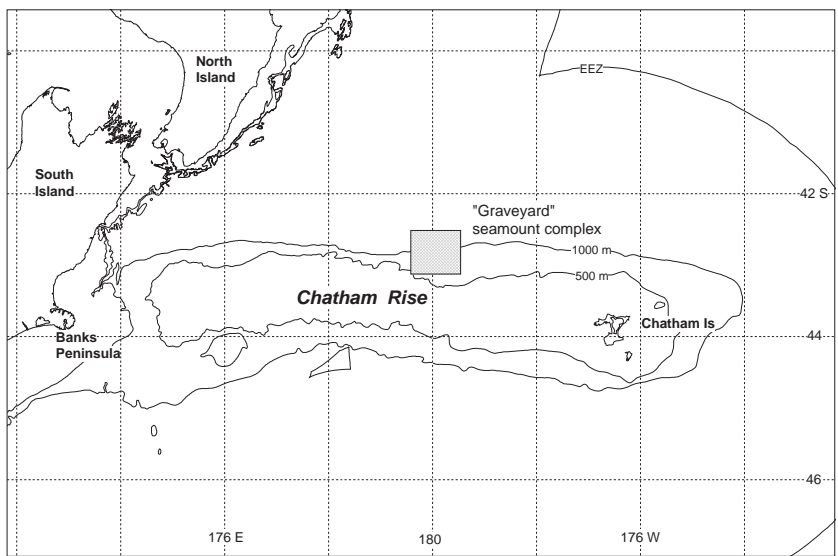 North
Island
EEZ
South
Island
42 S
"Graveyard"
seamount complex
1000 m
500 m
Chatham Rise
Chatham Is
Banks
Peninsula
44
46
176 E
180
176 W